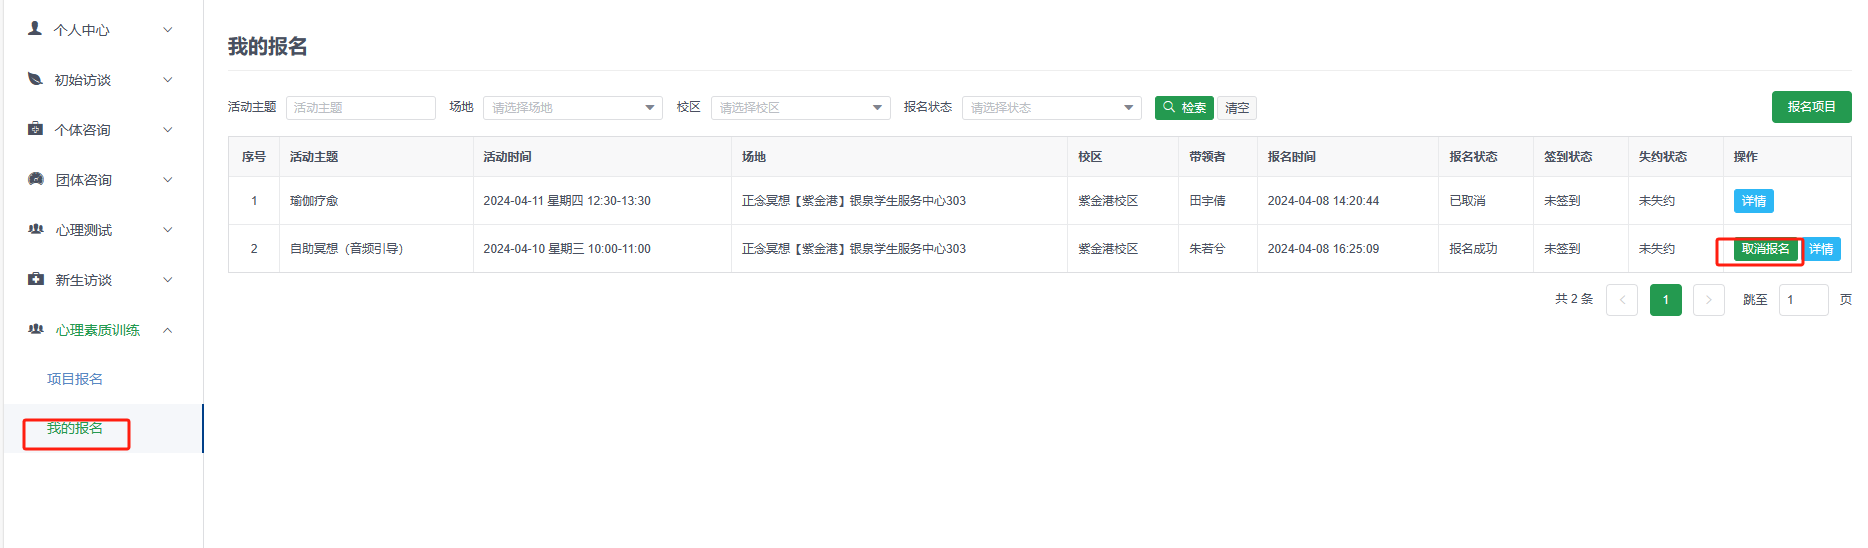 个人中心
初始访谈
个体咨询
团体咨询
心理测试
新生访谈
心理素质训练
项目报名
我的报名
我的报名
活动主题 活动主题 场地 请选择场地 校区 请选择校区 报名状态 请选择状态 检索 清空 报名项目
序号 活动主题 活动时间 场地 校区 带领者 报名时间 报名状态 签到状态 失约状态 操作
1 瑜伽疗愈 2024-04-11 星期四 12:30-13:30 正念冥想【紫金港】银泉学生服务中心303 紫金港校区 田宇倩 2024-04-08 14:20:44 已取消 未签到 未失约 详情
2 自助冥想（音频引导） 2024-04-10 星期三 10:00-11:00 正念冥想【紫金港】银泉学生服务中心303 紫金港校区 朱若兮 2024-04-08 16:25:09 报名成功 未签到 未失约 取消报名 详情
共 2 条 1 跳至 1 页